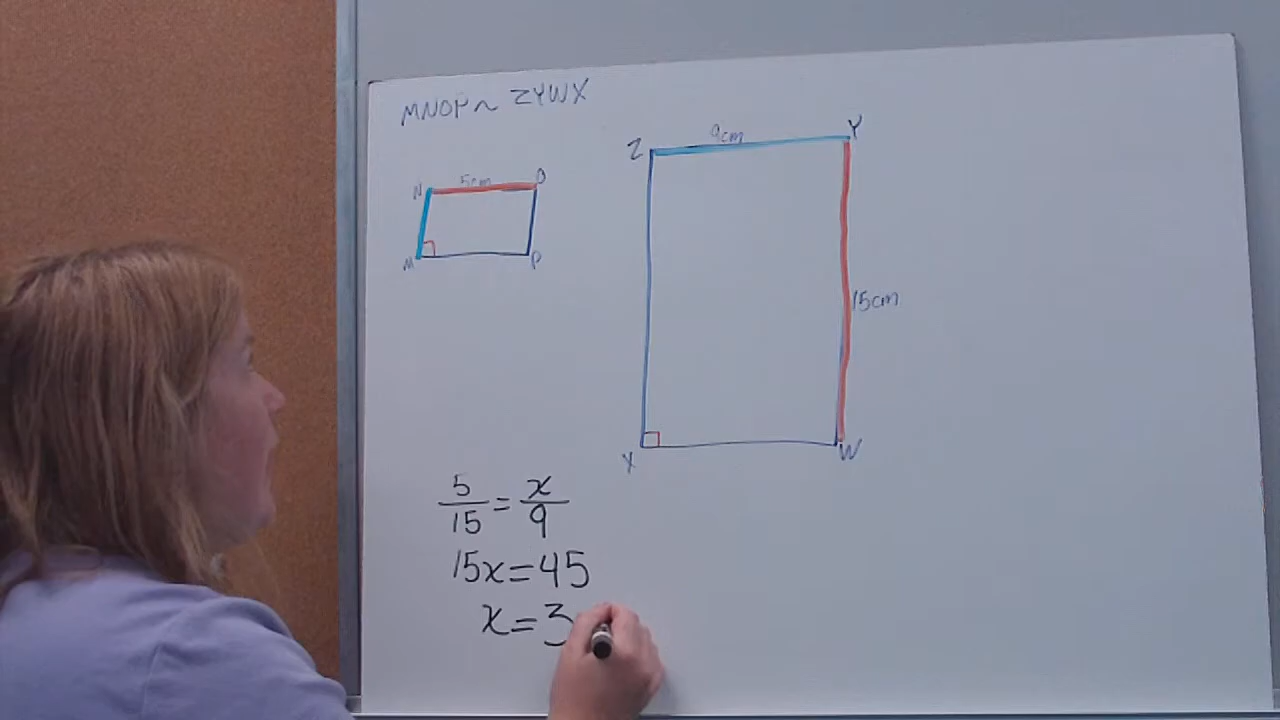 MNOP~ ZYWX
Z
9cm
Y
N
5cm
O
M
P
15cm
X
W
5/15 = x/9
15x=45
x=3